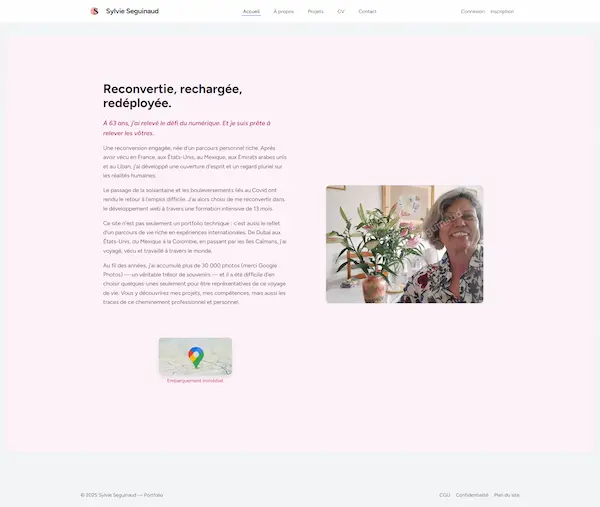 S Sylvie Seguinaud
Accueil À propos Projets CV Contact
Connexion Inscription
Reconvertie, rechargée,
redéployée.
À 63 ans, j'ai relevé le défi du numérique. Et je suis prête à
relever les vôtres.
Une reconversion engagée, née d'un parcours personnel riche. Après
avoir vécu en France, aux États-Unis, au Mexique, aux Émirats arabes unis
et au Liban, j'ai développé une ouverture d'esprit et un regard pluriel sur
les réalités humaines.
Le passage de la soixantaine et les bouleversements liés au Covid ont
rendu le retour à l'emploi difficile. J'ai alors choisi de me reconvertir dans
le développement web à travers une formation intensive de 13 mois.
Ce site n'est pas seulement un portfolio technique : c'est aussi le reflet
d'un parcours de vie riche en expériences internationales. De Dubaï aux
États-Unis, du Mexique à la Colombie, en passant par les îles Caïmans, j'ai
voyagé, vécu et travaillé à travers le monde.
Au fil des années, j'ai accumulé plus de 30 000 photos (merci Google
Photos) — un véritable trésor de souvenirs — et il a été difficile d'en
choisir quelques-unes seulement pour être représentatives de ce voyage
de vie. Vous y découvrirez mes projets, mes compétences, mais aussi les
traces de ce cheminement professionnel et personnel.
Embarquement immédiat
© 2025 Sylvie Seguinaud — Portfolio
CGU Confidentialité Plan du site